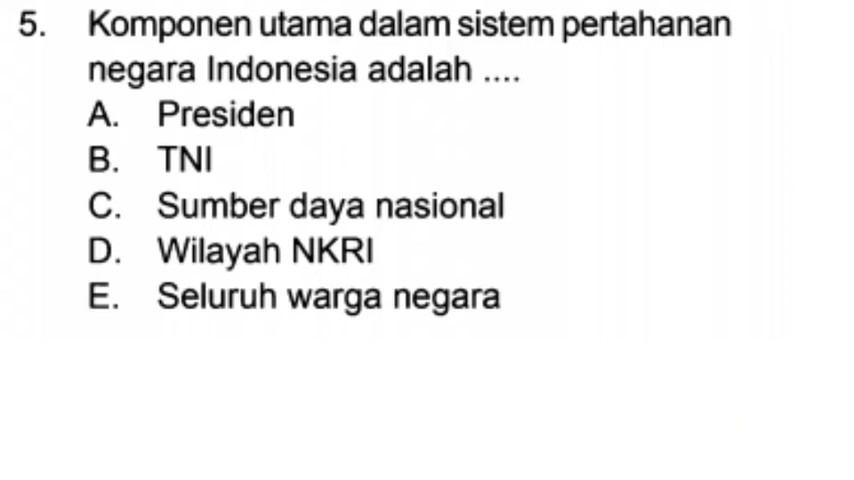 5. Komponen utama dalam sistem pertahanan
negara Indonesia adalah ....
A. Presiden
B. TNI
C. Sumber daya nasional
D. Wilayah NKRI
E. Seluruh warga negara